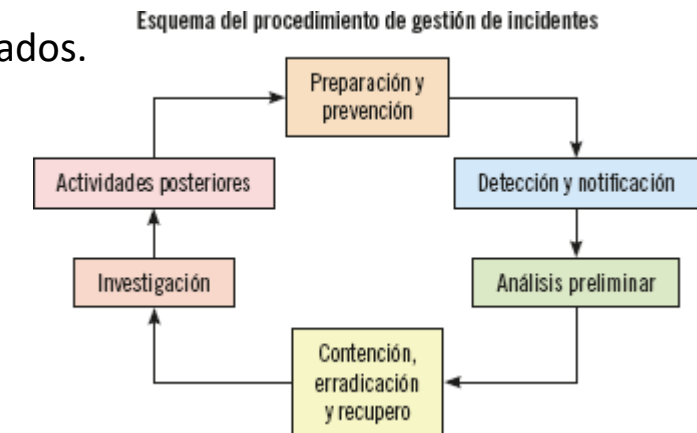 Esquema del procedimiento de gestión de incidentes
ados.
Preparación y
prevención
Actividades posteriores
Detección y notificación
Investigación
Análisis preliminar
Contención,
erradicación
y recupero